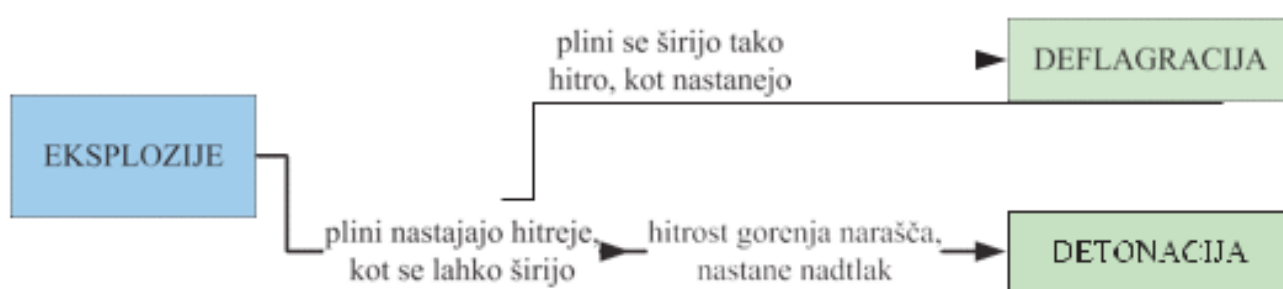 plini se širijo tako
hitro, kot nastanejo
DEFLAGRACIJA
EKSPLOZIJE
plini nastajajo hitreje,
kot se lahko širijo
hitrost gorenja narašča,
nastane nadtlak
DETONACIJA